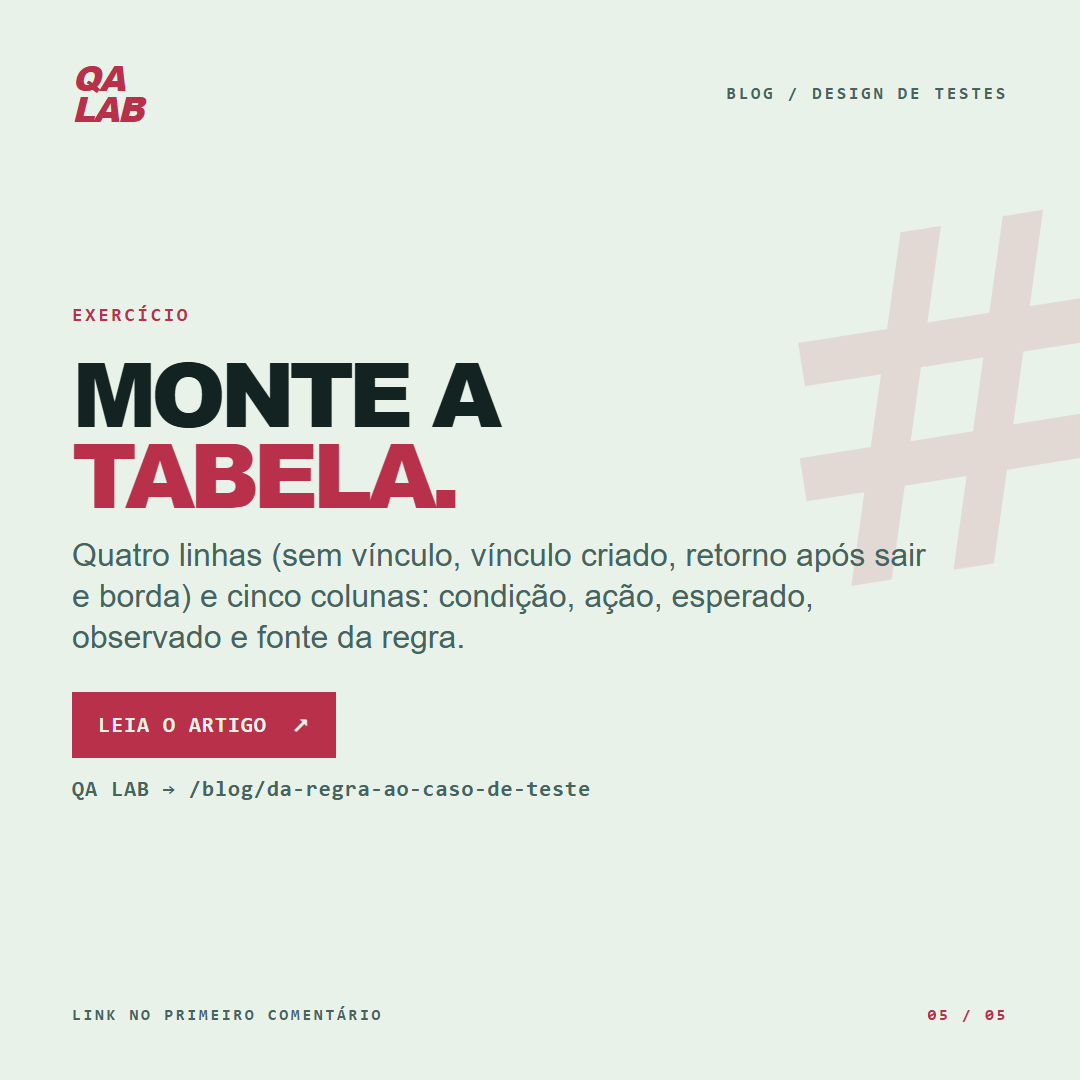 QA
LAB
BLOG / DESIGN DE TESTES
#
EXERCÍCIO
MONTE A
TABELA.
Quatro linhas (sem vínculo, vínculo criado, retorno após sair
e borda) e cinco colunas: condição, ação, esperado,
observado e fonte da regra.
LEIA O ARTIGO ↗
QA LAB → /blog/da-regra-ao-caso-de-teste
LINK NO PRIMEIRO COMENTÁRIO
05 / 05